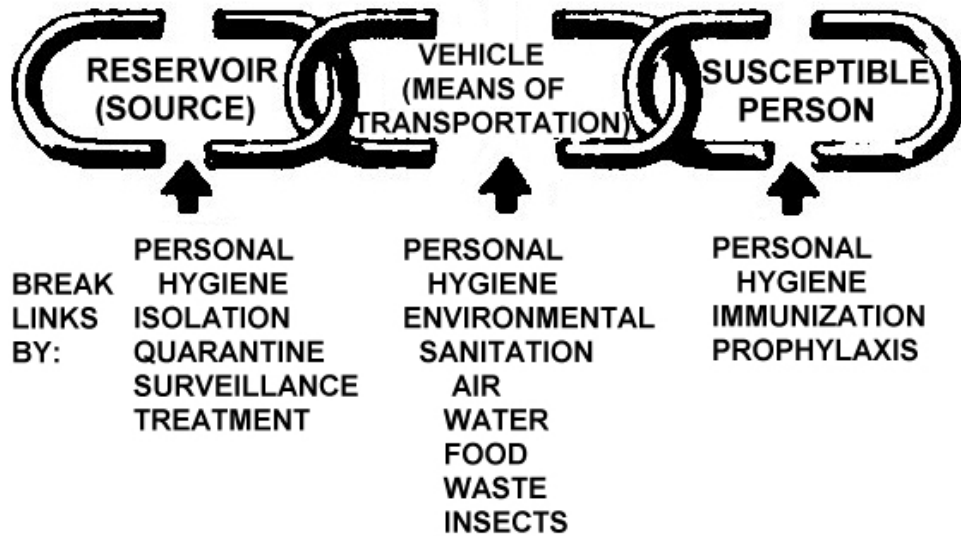 RESERVOIR
(SOURCE)
VEHICLE
(MEANS OF
TRANSPORTATION)
SUSCEPTIBLE
PERSON
BREAK
LINKS
BY:
PERSONAL
HYGIENE
ISOLATION
QUARANTINE
SURVEILLANCE
TREATMENT
PERSONAL
HYGIENE
ENVIRONMENTAL
SANITATION
AIR
WATER
FOOD
WASTE
INSECTS
PERSONAL
HYGIENE
IMMUNIZATION
PROPHYLAXIS